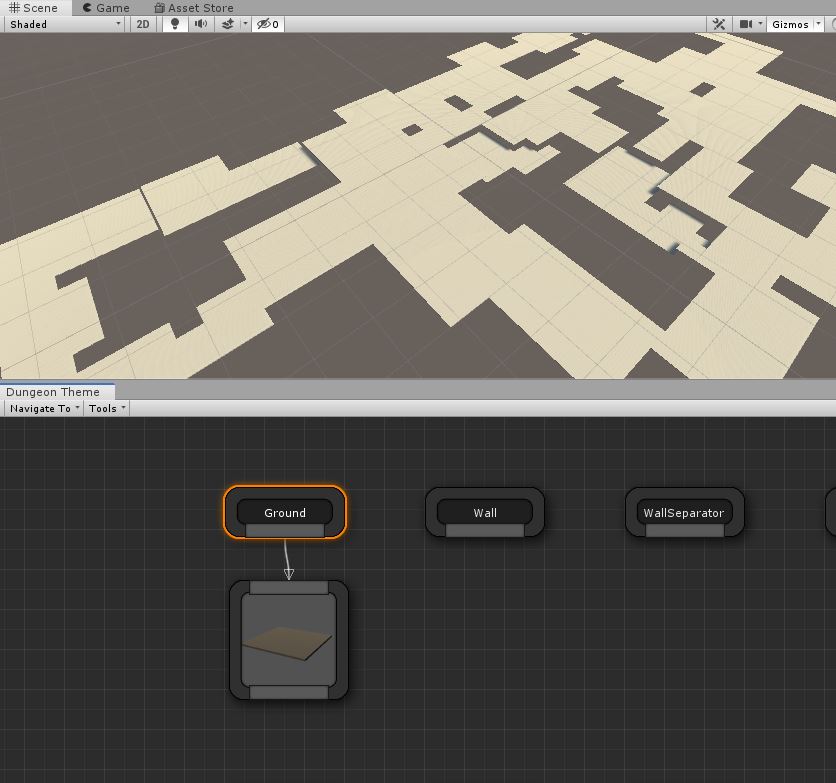 Scene Game Asset Store
Shaded 2D 0 Gizmos
Dungeon Theme
Navigate To Tools
Ground Wall WallSeparator